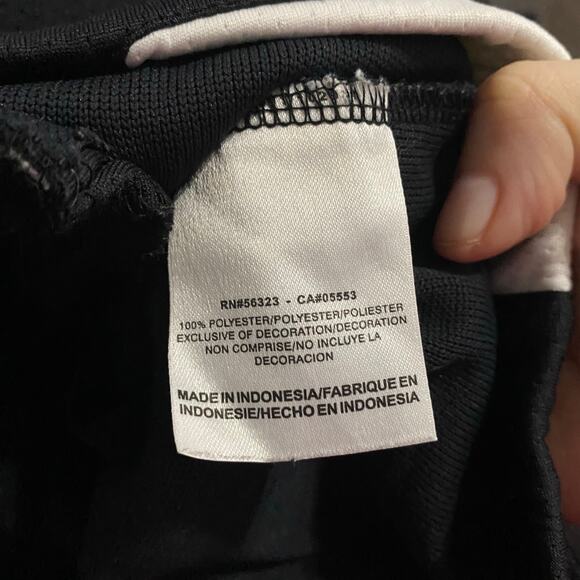 RN#56323 - CA#05553
100% POLYESTER/POLYESTER/POLIESTER
EXCLUSIVE OF DECORATION/DECORATION
NON COMPRISE/NO INCLUYE LA
DECORACION
MADE IN INDONESIA/FABRIQUE EN
INDONESIE/HECHO EN INDONESIA